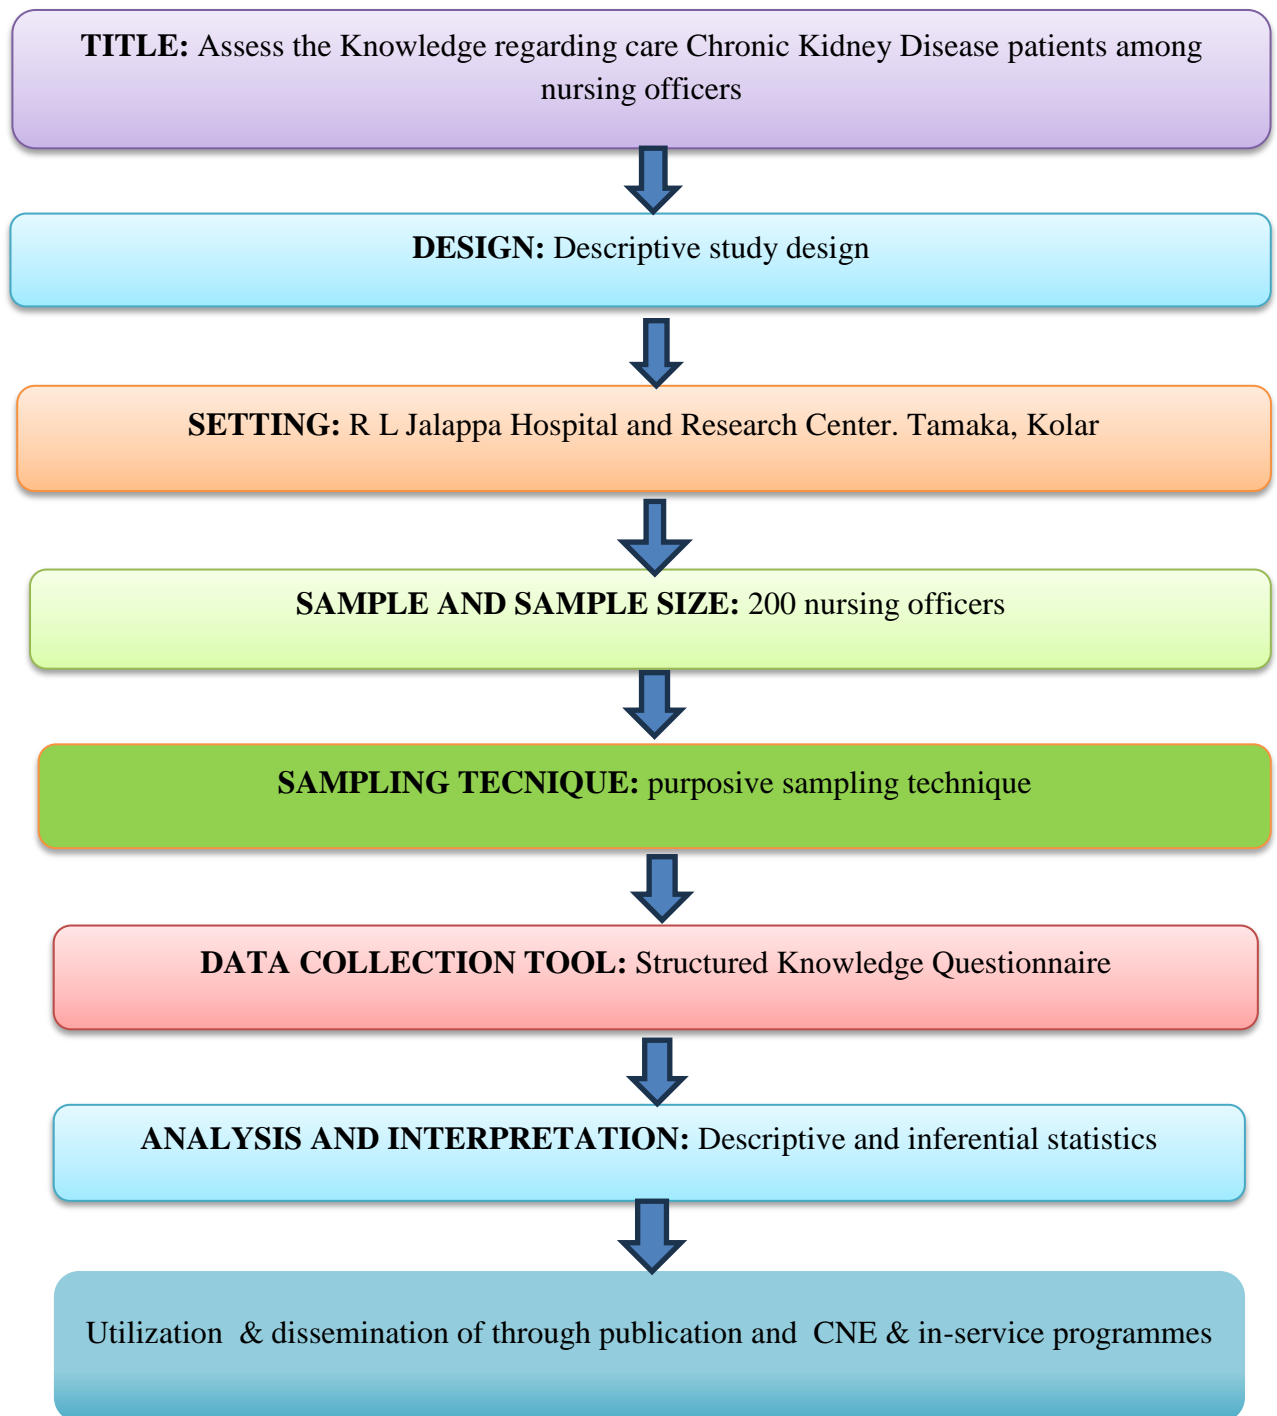 TITLE: Assess the Knowledge regarding care Chronic Kidney Disease patients among
nursing officers
DESIGN: Descriptive study design
SETTING: R L Jalappa Hospital and Research Center. Tamaka, Kolar
SAMPLE AND SAMPLE SIZE: 200 nursing officers
SAMPLING TECNIQUE: purposive sampling technique
DATA COLLECTION TOOL: Structured Knowledge Questionnaire
ANALYSIS AND INTERPRETATION: Descriptive and inferential statistics
Utilization & dissemination of through publication and CNE & in-service programmes